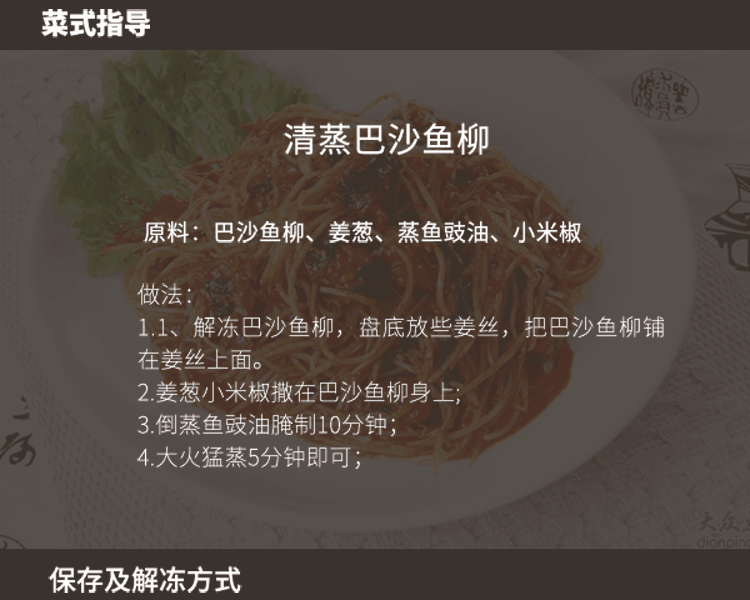 菜式指导
清蒸巴沙鱼柳
原料：巴沙鱼柳、姜葱、蒸鱼豉油、小米椒
做法：
1.1、解冻巴沙鱼柳，盘底放些姜丝，把巴沙鱼柳铺
在姜丝上面。
2.姜葱小米椒撒在巴沙鱼柳身上;
3.倒蒸鱼豉油腌制10分钟；
4.大火猛蒸5分钟即可；
大众
dianping
保存及解冻方式